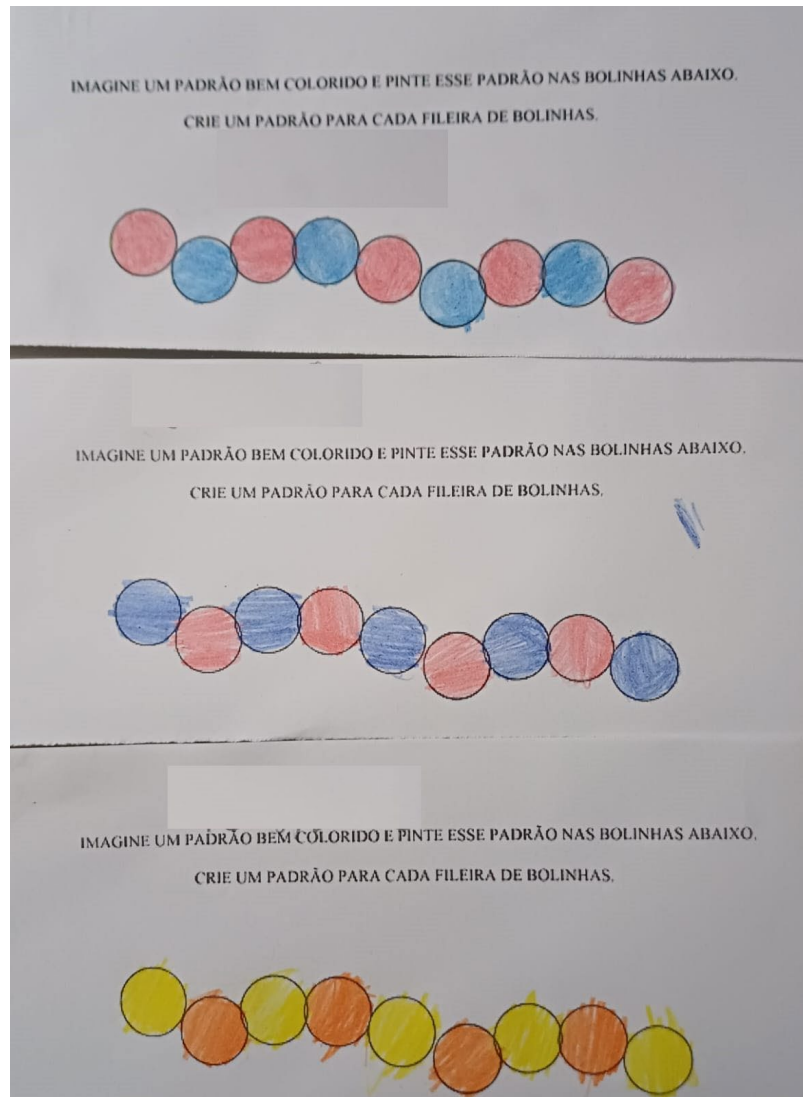 IMAGINE UM PADRÃO BEM COLORIDO E PINTE ESSE PADRÃO NAS BOLINHAS ABAIXO.
CRIE UM PADRÃO PARA CADA FILEIRA DE BOLINHAS.
IMAGINE UM PADRÃO BEM COLORIDO E PINTE ESSE PADRÃO NAS BOLINHAS ABAIXO.
CRIE UM PADRÃO PARA CADA FILEIRA DE BOLINHAS.
IMAGINE UM PADRÃO BEM COLORIDO E PINTE ESSE PADRÃO NAS BOLINHAS ABAIXO.
CRIE UM PADRÃO PARA CADA FILEIRA DE BOLINHAS.